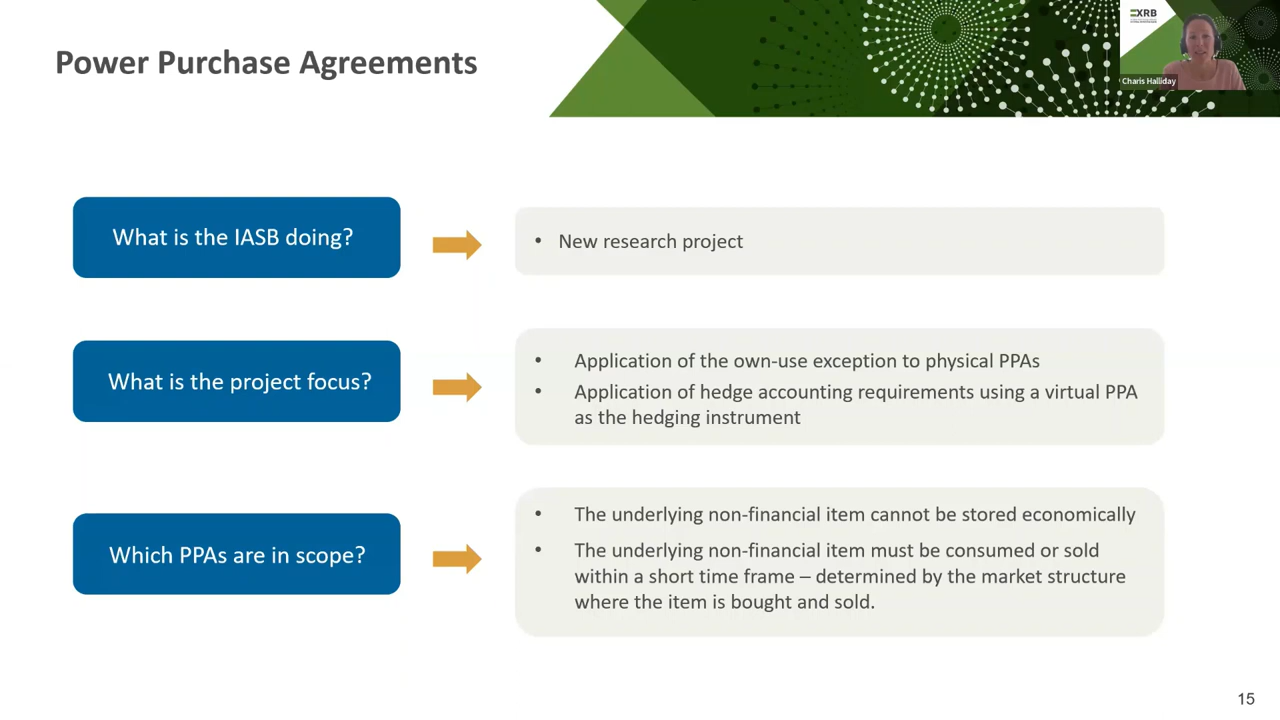 Power Purchase Agreements
XRB
Charis Halliday
What is the IASB doing?
• New research project
What is the project focus?
• Application of the own-use exception to physical PPAs
• Application of hedge accounting requirements using a virtual PPA
as the hedging instrument
Which PPAs are in scope?
• The underlying non-financial item cannot be stored economically
• The underlying non-financial item must be consumed or sold
within a short time frame – determined by the market structure
where the item is bought and sold.
15